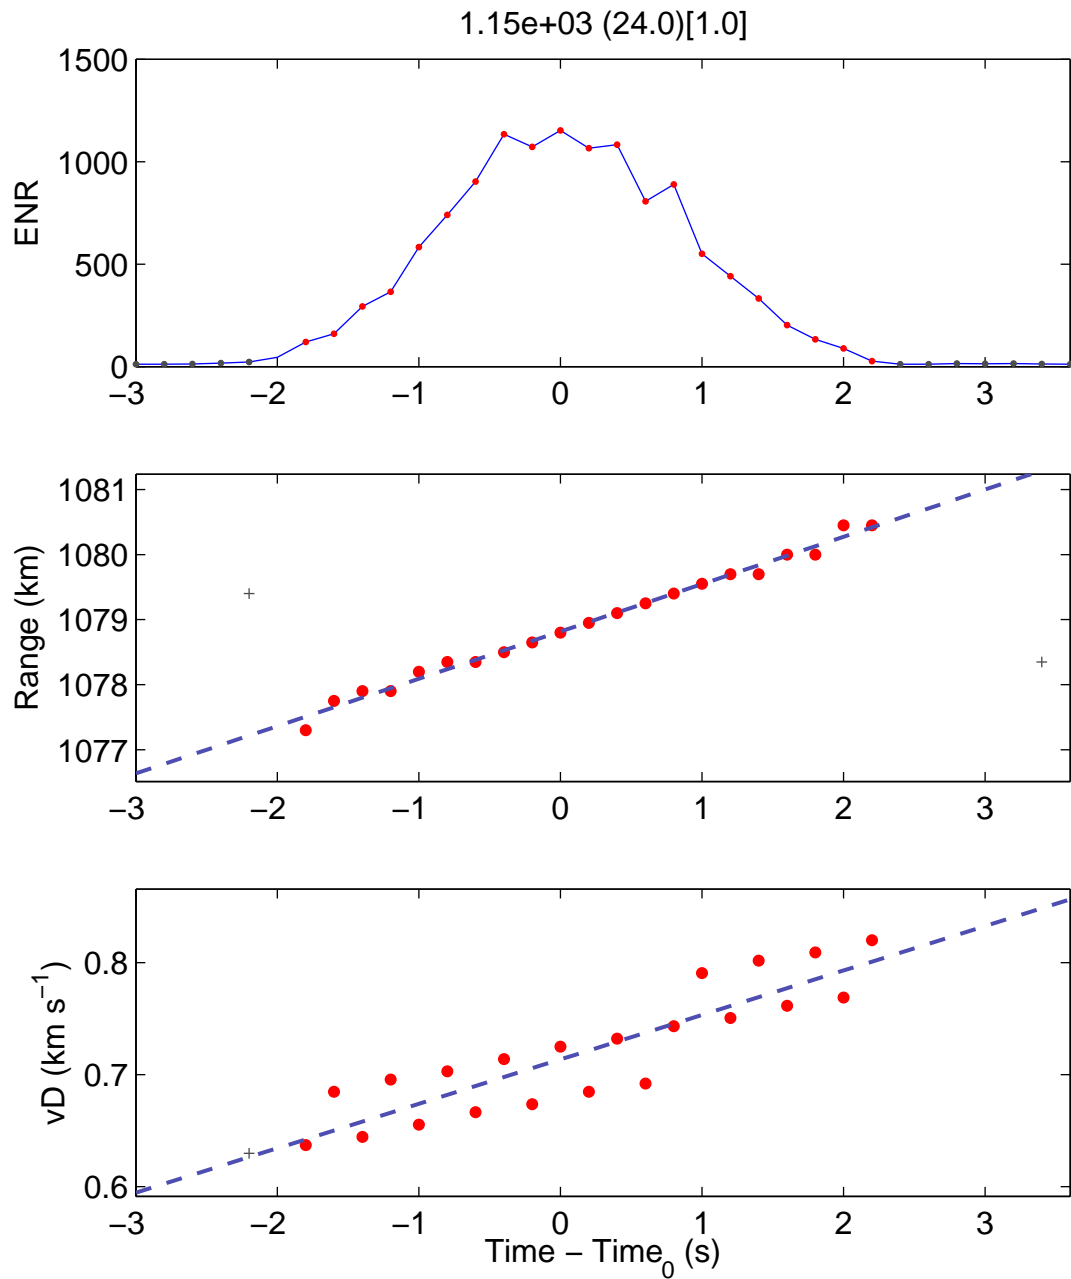 1.15e+03 (24.0)[1.0]
1500
1000
500
0
ENR
−3 −2 −1 0 1 2 3
1081
1080
1079
1078
1077
Range (km)
−3 −2 −1 0 1 2 3
0.8
0.7
0.6
vD (km s−1)
−3 −2 −1 0 1 2 3
Time − Time0 (s)